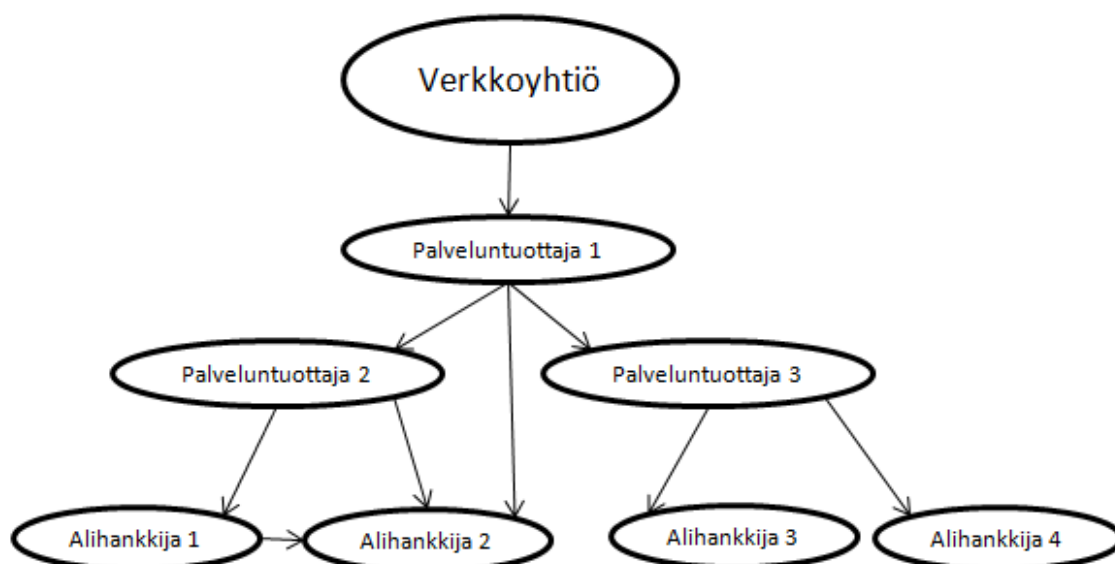 Verkkoyhtiö
Palveluntuottaja 1
Palveluntuottaja 2
Palveluntuottaja 3
Alihankkija 1
Alihankkija 2
Alihankkija 3
Alihankkija 4